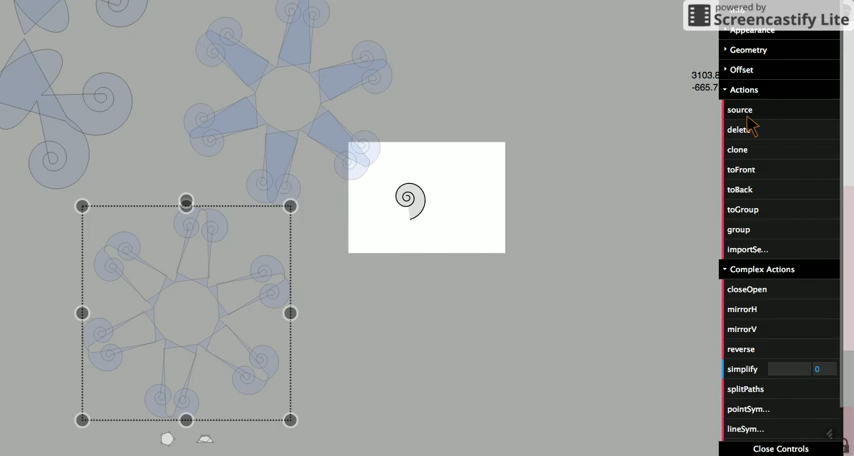 powered by
Screencastify Lite
Appearance
Geometry
3103.8
-665.7
Offset
Actions
source
delete
clone
toFront
toBack
toGroup
group
importSe...
Complex Actions
closeOpen
mirrorH
mirrorV
reverse
simplify 0
splitPaths
pointSym...
lineSym...
Close Controls